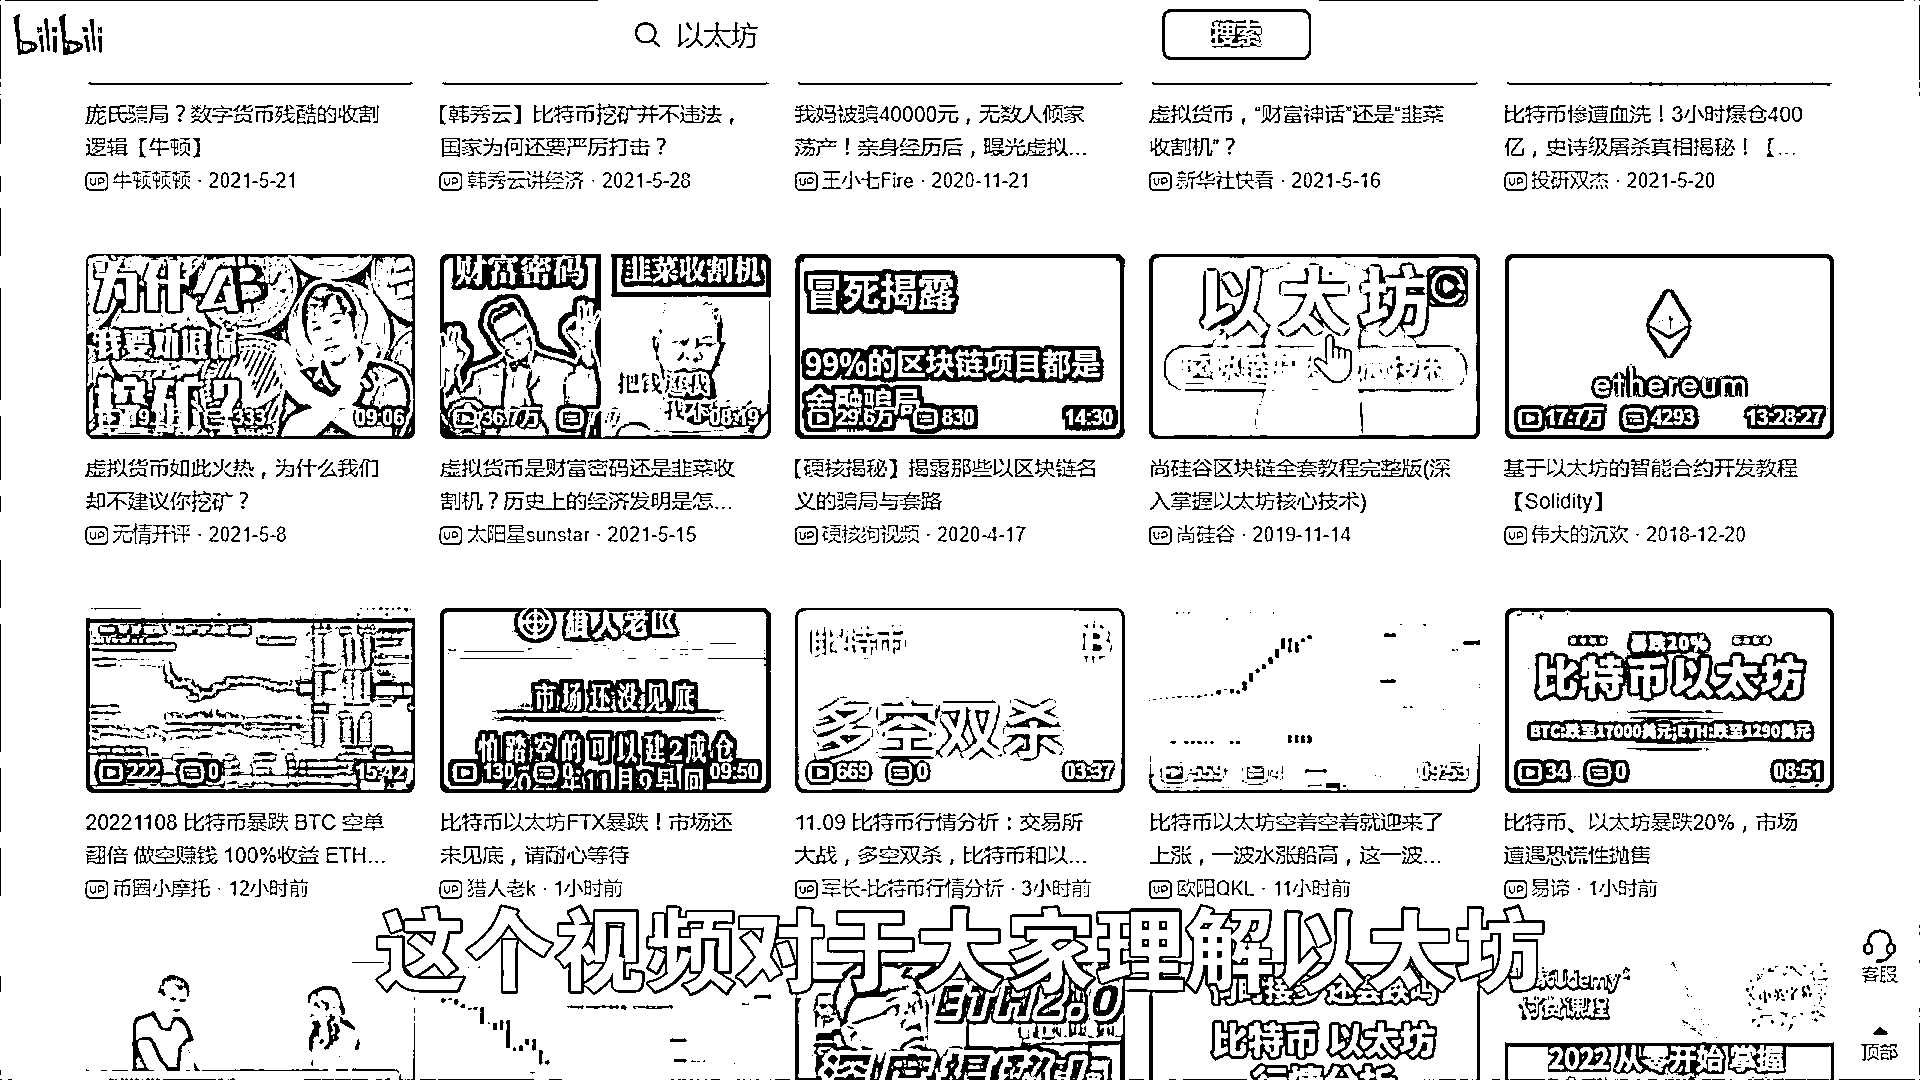 bilibili
以太坊
搜索
庞氏骗局？数字货币残酷的收割
逻辑【牛顿】
UP 牛顿顿顿 · 2021-5-21
【韩秀云】比特币挖矿并不违法，
国家为何还要严厉打击？
UP 韩秀云讲经济 · 2021-5-28
我妈被骗40000元，无数人倾家
荡产！亲身经历后，曝光虚拟...
UP 王小七Fire · 2020-11-21
虚拟货币，“财富神话”还是“韭菜
收割机”？
UP 新华社快看 · 2021-5-16
比特币惨遭血洗！3小时爆仓400
亿，史诗级屠杀真相揭秘！【...
UP 投研双杰 · 2021-5-20
为什么
我要劝退你
挖矿?
333
09:06
虚拟货币如此火热，为什么我们
却不建议你挖矿？
UP 无情开评 · 2021-5-8
财富密码
韭菜收割机
36.7万
08:19
虚拟货币是财富密码还是韭菜收
割机？历史上的经济发明是怎...
UP 太阳星sunstar · 2021-5-15
冒死揭露
99%的区块链项目都是
金融骗局
29.6万
830
14:30
【硬核揭秘】揭露那些以区块链名
义的骗局与套路
UP 硬核狗视频 · 2020-4-17
以太坊
尚硅谷区块链全套教程完整版(深
入掌握以太坊核心技术)
UP 尚硅谷 · 2019-11-14
ethereum
17.7万
4293
13:28:27
基于以太坊的智能合约开发教程
【Solidity】
UP 伟大的沉欢 · 2018-12-20
222
0
15:42
20221108 比特币暴跌 BTC 空单
翻倍 做空赚钱 100%收益 ETH...
UP 币圈小摩托 · 12小时前
猎人老K
市场还没见底
怕踏空的可以建2成仓
130
0
09:50
比特币以太坊FTX暴跌！市场还
未见底，请耐心等待
UP 猎人老k · 1小时前
比特币
多空双杀
669
0
03:37
11.09 比特币行情分析：交易所
大战，多空双杀，比特币和以...
UP 军长-比特币行情分析 · 3小时前
09:53
比特币以太坊空着空着就迎来了
上涨，一波水涨船高，这一波...
UP 欧阳QKL · 11小时前
暴跌20%
比特币以太坊
BTC:跌至17000美元;ETH:跌至1290美元
34
0
08:51
比特币、以太坊暴跌20%，市场
遭遇恐慌性抛售
UP 易谛 · 1小时前
这个视频对于大家理解以太坊
ETH2.0
比特币 以太坊
行情分析
Udemy
付费课程
2022从零开始掌握
客服
顶部